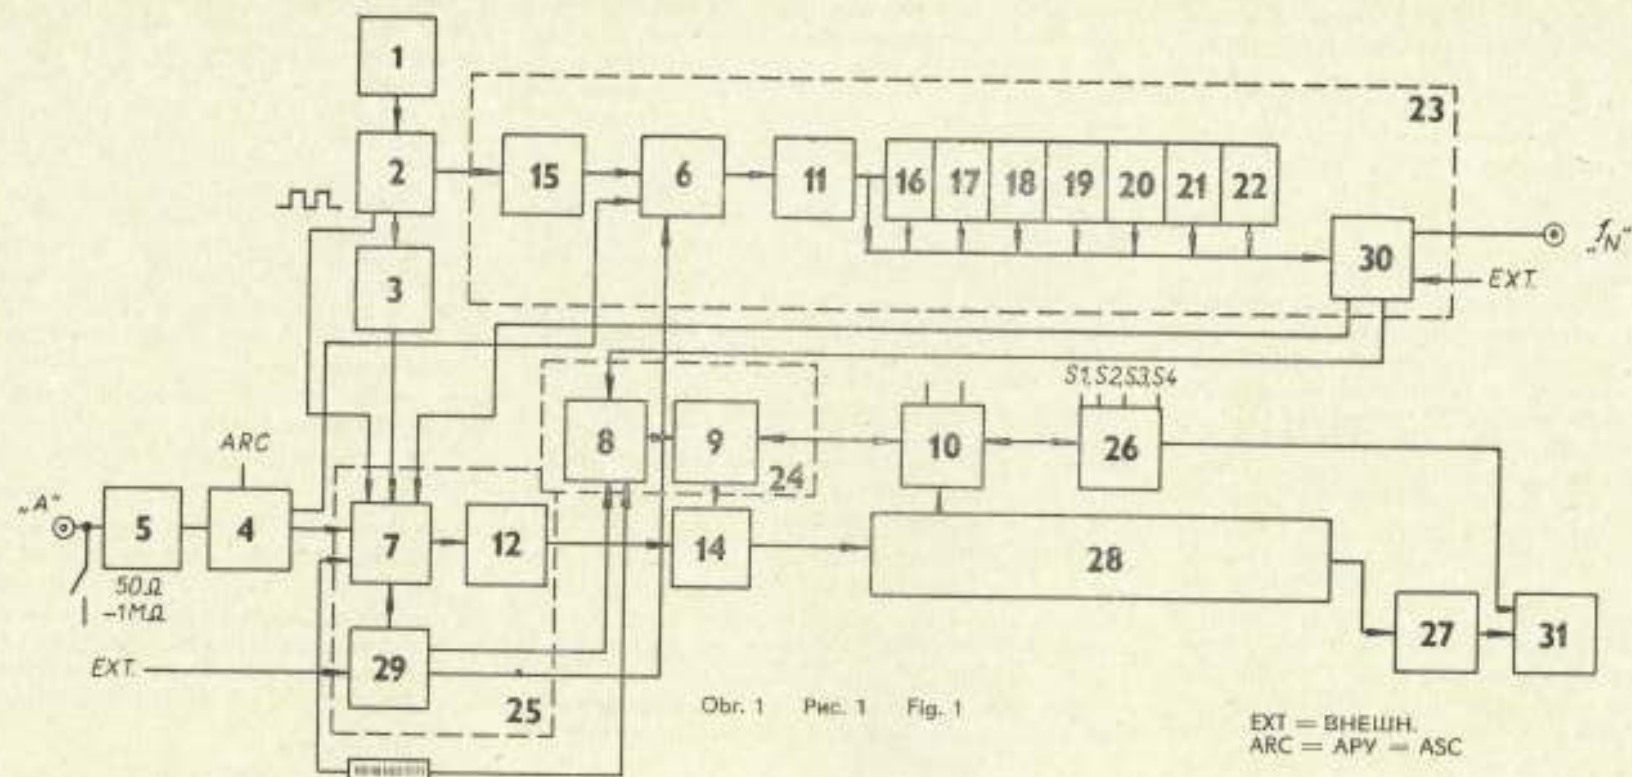 1
23
2
15
6
11
16
17
18
19
20
21
22
30
„fN“
EXT.
3
S1, S2, S3, S4
8
9
10
26
24
ARC
„A“
5
4
7
12
14
28
50Ω
–1MΩ
27
31
EXT.
29
25
Obr. 1 Рис. 1 Fig. 1
EXT = ВНЕШН.
ARC = АРУ = ASC